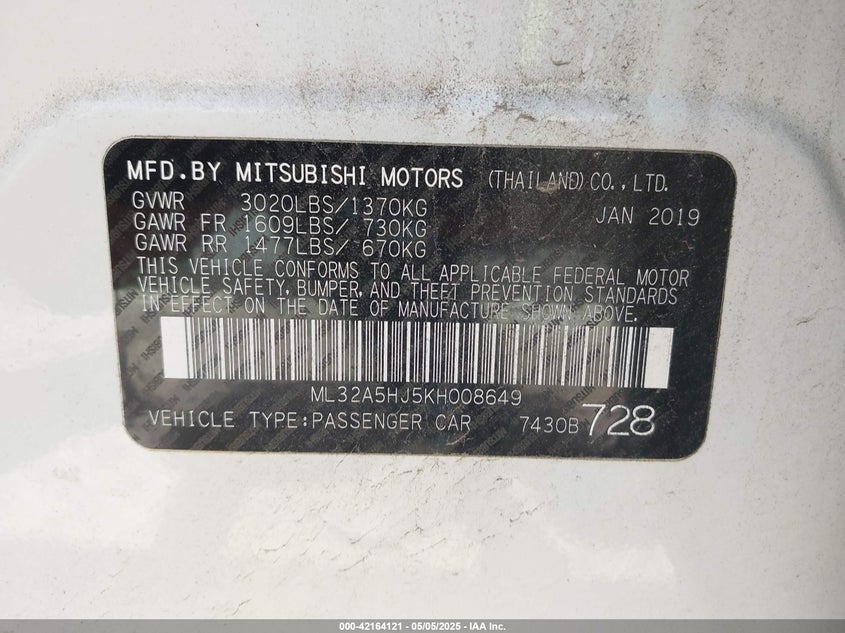 MFD.BY MITSUBISHI MOTORS (THAILAND)CO.,LTD.
GVWR 3020LBS/1370KG JAN 2019
GAWR FR 1609LBS/ 730KG
GAWR RR 1477LBS/ 670KG
THIS VEHICLE CONFORMS TO ALL APPLICABLE FEDERAL MOTOR
VEHICLE SAFETY, BUMPER, AND THEFT PREVENTION STANDARDS
IN EFFECT ON THE DATE OF MANUFACTURE SHOWN ABOVE.
ML32A5HJ5KH008649
VEHICLE TYPE:PASSENGER CAR 7430B 728
000-42164121 - 05/05/2025 - IAA Inc.